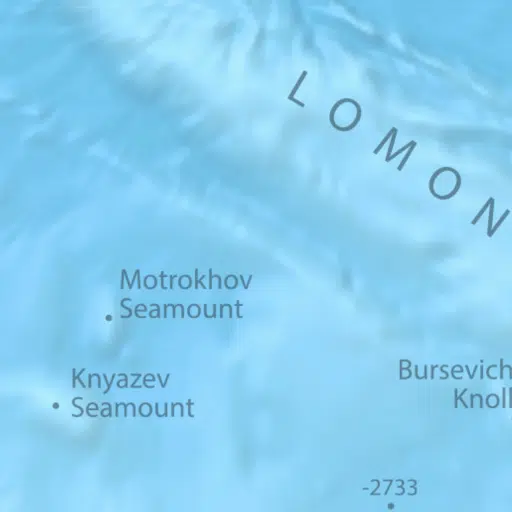 LOMON
Motrokhov
Seamount
Bursevich
Knoll
Knyazev
Seamount
-2733